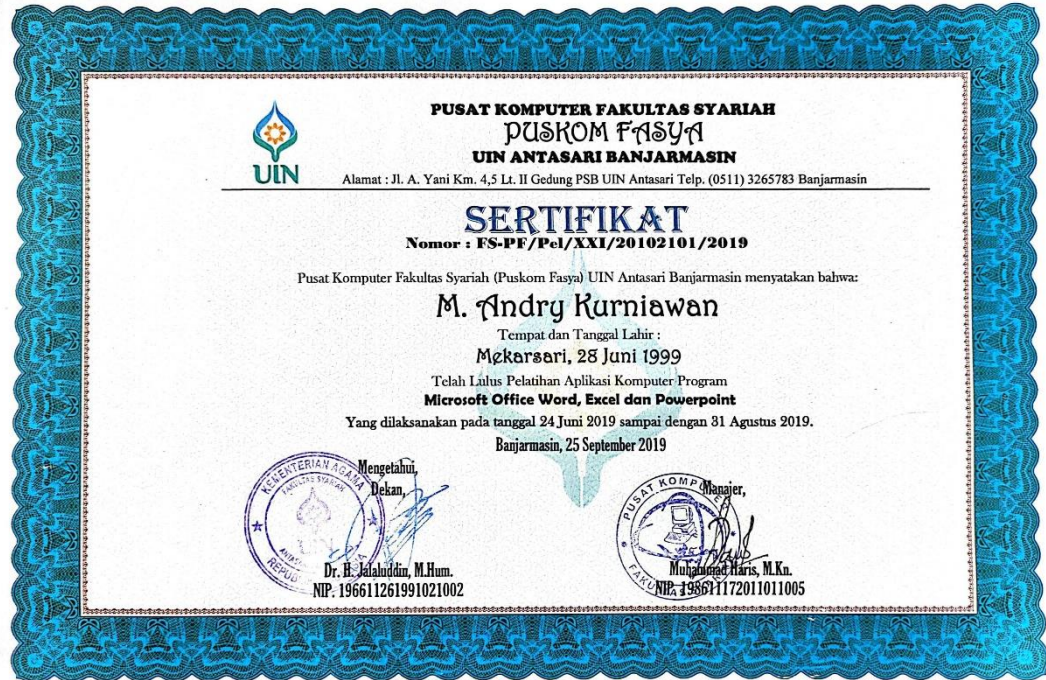 PUSAT KOMPUTER FAKULTAS SYARIAH
PUSKOM FASYA
UIN ANTASARI BANJARMASIN
UIN
Alamat : Jl. A. Yani Km. 4,5 Lt. II Gedung PSB UIN Antasari Telp. (0511) 3265783 Banjarmasin
SERTIFIKAT
Nomor : FS-PF/Pel/XXI/20102101/2019
Pusat Komputer Fakultas Syariah (Puskom Fasya) UIN Antasari Banjarmasin menyatakan bahwa:
M. Andry Kurniawan
Tempat dan Tanggal Lahir :
Mekarsari, 28 Juni 1999
Telah Lulus Pelatihan Aplikasi Komputer Program
Microsoft Office Word, Excel dan Powerpoint
Yang dilaksanakan pada tanggal 24 Juni 2019 sampai dengan 31 Agustus 2019.
Banjarmasin, 25 September 2019
Mengetahui,
Dekan,
KEMENTERIAN AGAMA
FAKULTAS SYARIAH
UIN
Dr. H. Jalaluddin, M.Hum.
NIP. 196611261991021002
Manajer,
PUSAT KOMPUTER
Muhammad Haris, M.Kn.
NIP. 198611172011011005